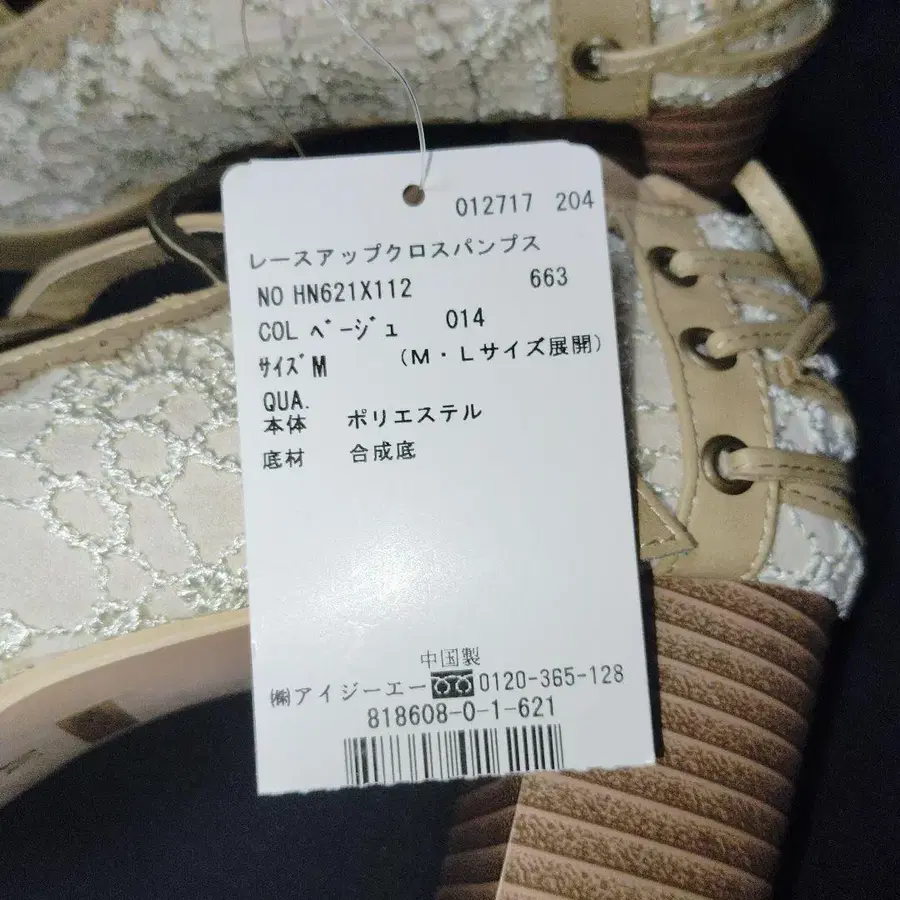 012717 204
レースアップクロスパンプス
NO HN621X112 663
COL ベージュ 014
サイズ M (M・Lサイズ展開)
QUA.
本体 ポリエステル
底材 合成底
中国製
㈱アイジーエー 0120-365-128
818608-0-1-621